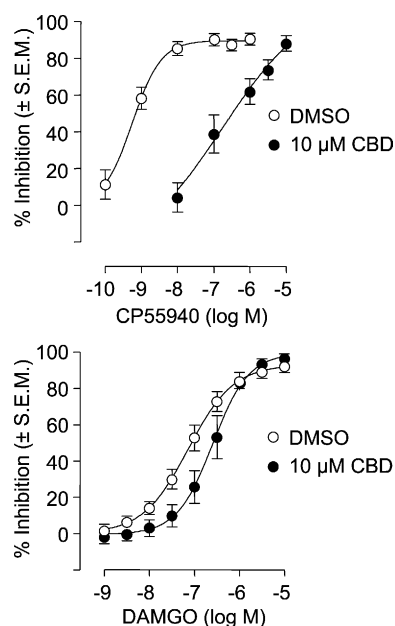 100
80
60
40
20
0
% Inhibition (± S.E.M.)
DMSO
10 µM CBD
-10 -9 -8 -7 -6 -5
CP55940 (log M)
100
80
60
40
20
0
% Inhibition (± S.E.M.)
DMSO
10 µM CBD
-9 -8 -7 -6 -5
DAMGO (log M)